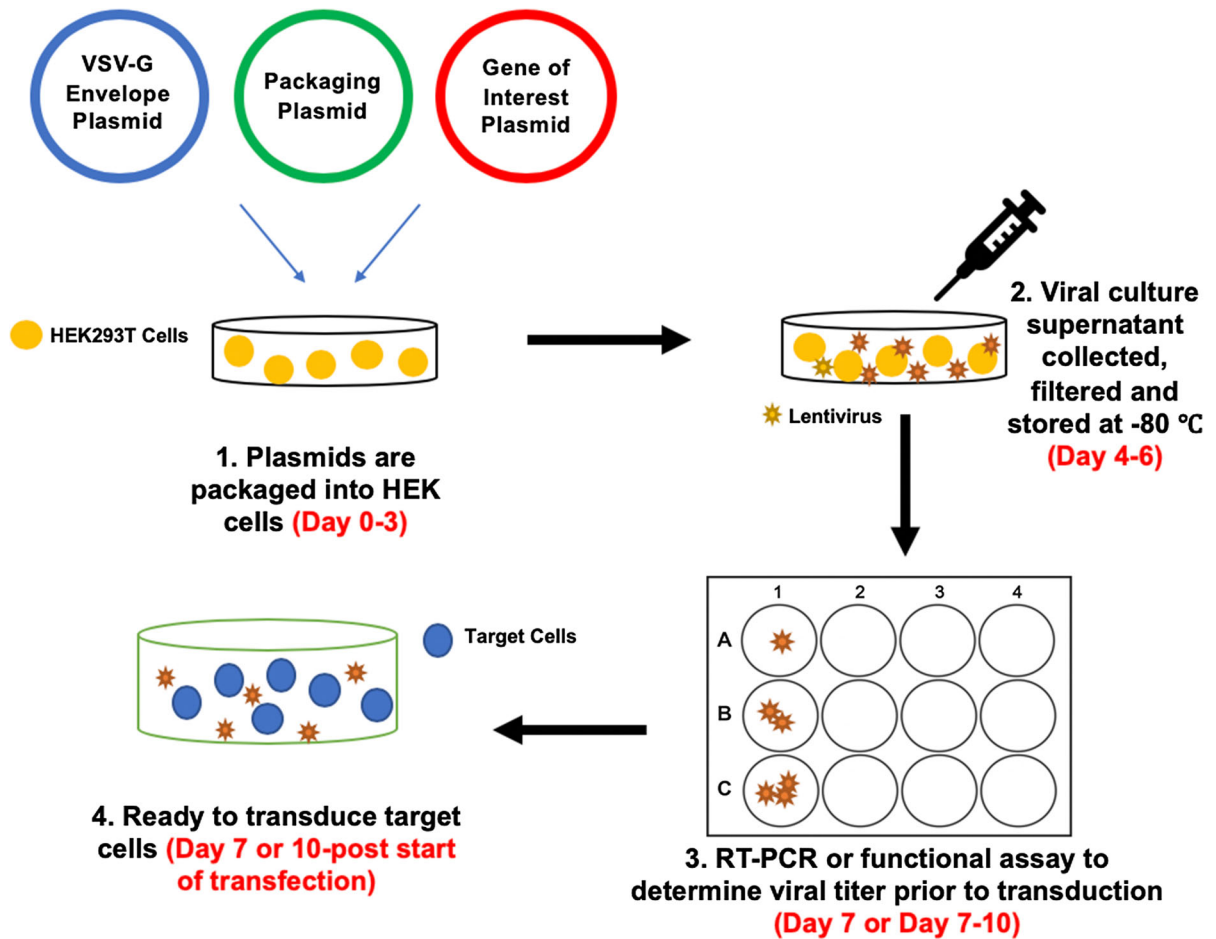 VSV-G
Envelope
Plasmid
Packaging
Plasmid
Gene of
Interest
Plasmid
HEK293T Cells
1. Plasmids are
packaged into HEK
cells (Day 0-3)
2. Viral culture
supernatant
collected,
filtered and
stored at -80 ℃
(Day 4-6)
Lentivirus
1 2 3 4
A
B
C
3. RT-PCR or functional assay to
determine viral titer prior to transduction
(Day 7 or Day 7-10)
Target Cells
4. Ready to transduce target
cells (Day 7 or 10-post start
of transfection)